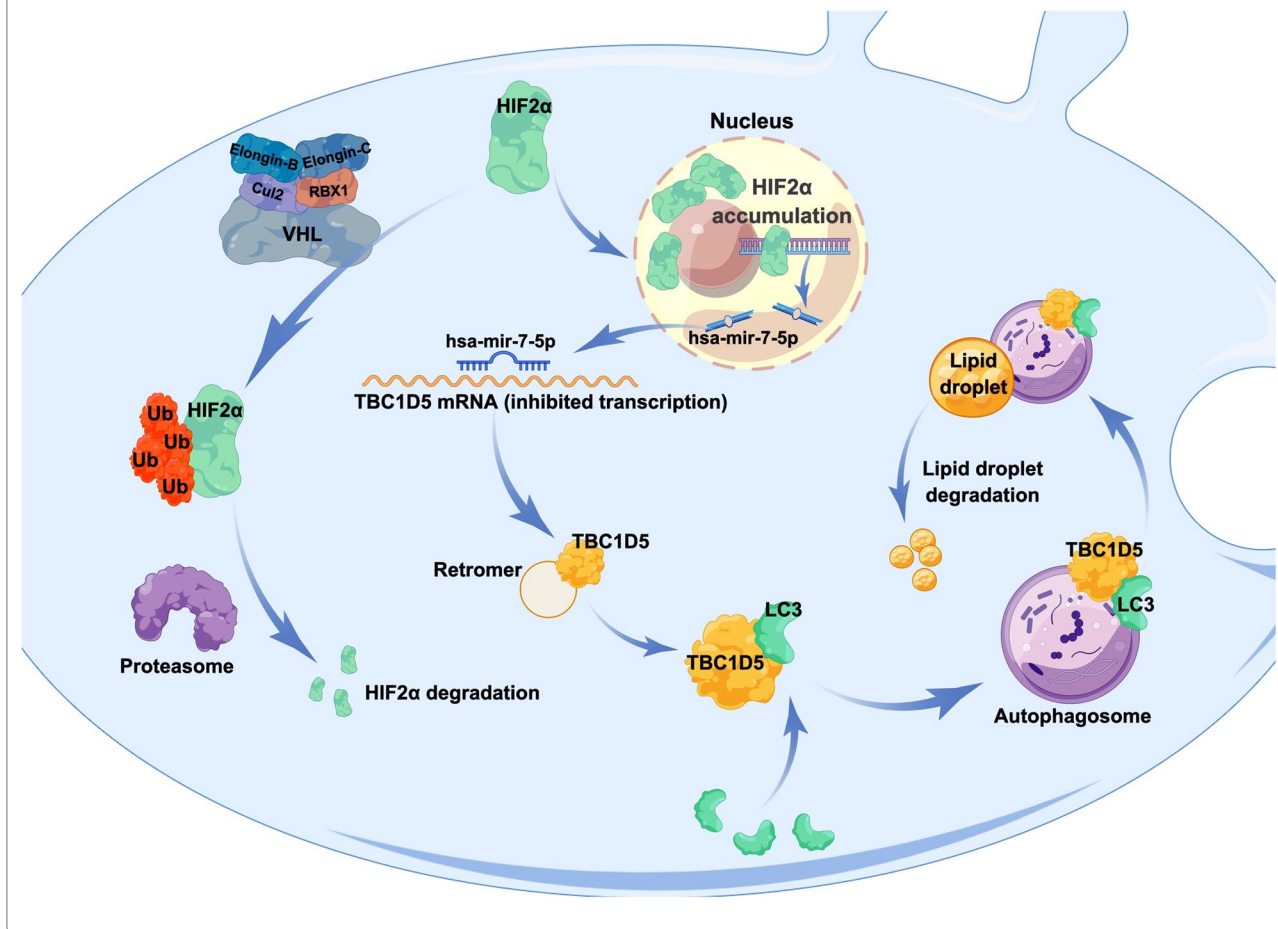 HIF2α
Nucleus
Elongin-B
Elongin-C
Cul2
RBX1
VHL
HIF2α
accumulation
hsa-mir-7-5p
hsa-mir-7-5p
TBC1D5 mRNA (inhibited transcription)
Lipid
droplet
Ub
HIF2α
Ub
Ub
Ub
Lipid droplet
degradation
TBC1D5
Retromer
TBC1D5
LC3
LC3
TBC1D5
Proteasome
HIF2α degradation
Autophagosome